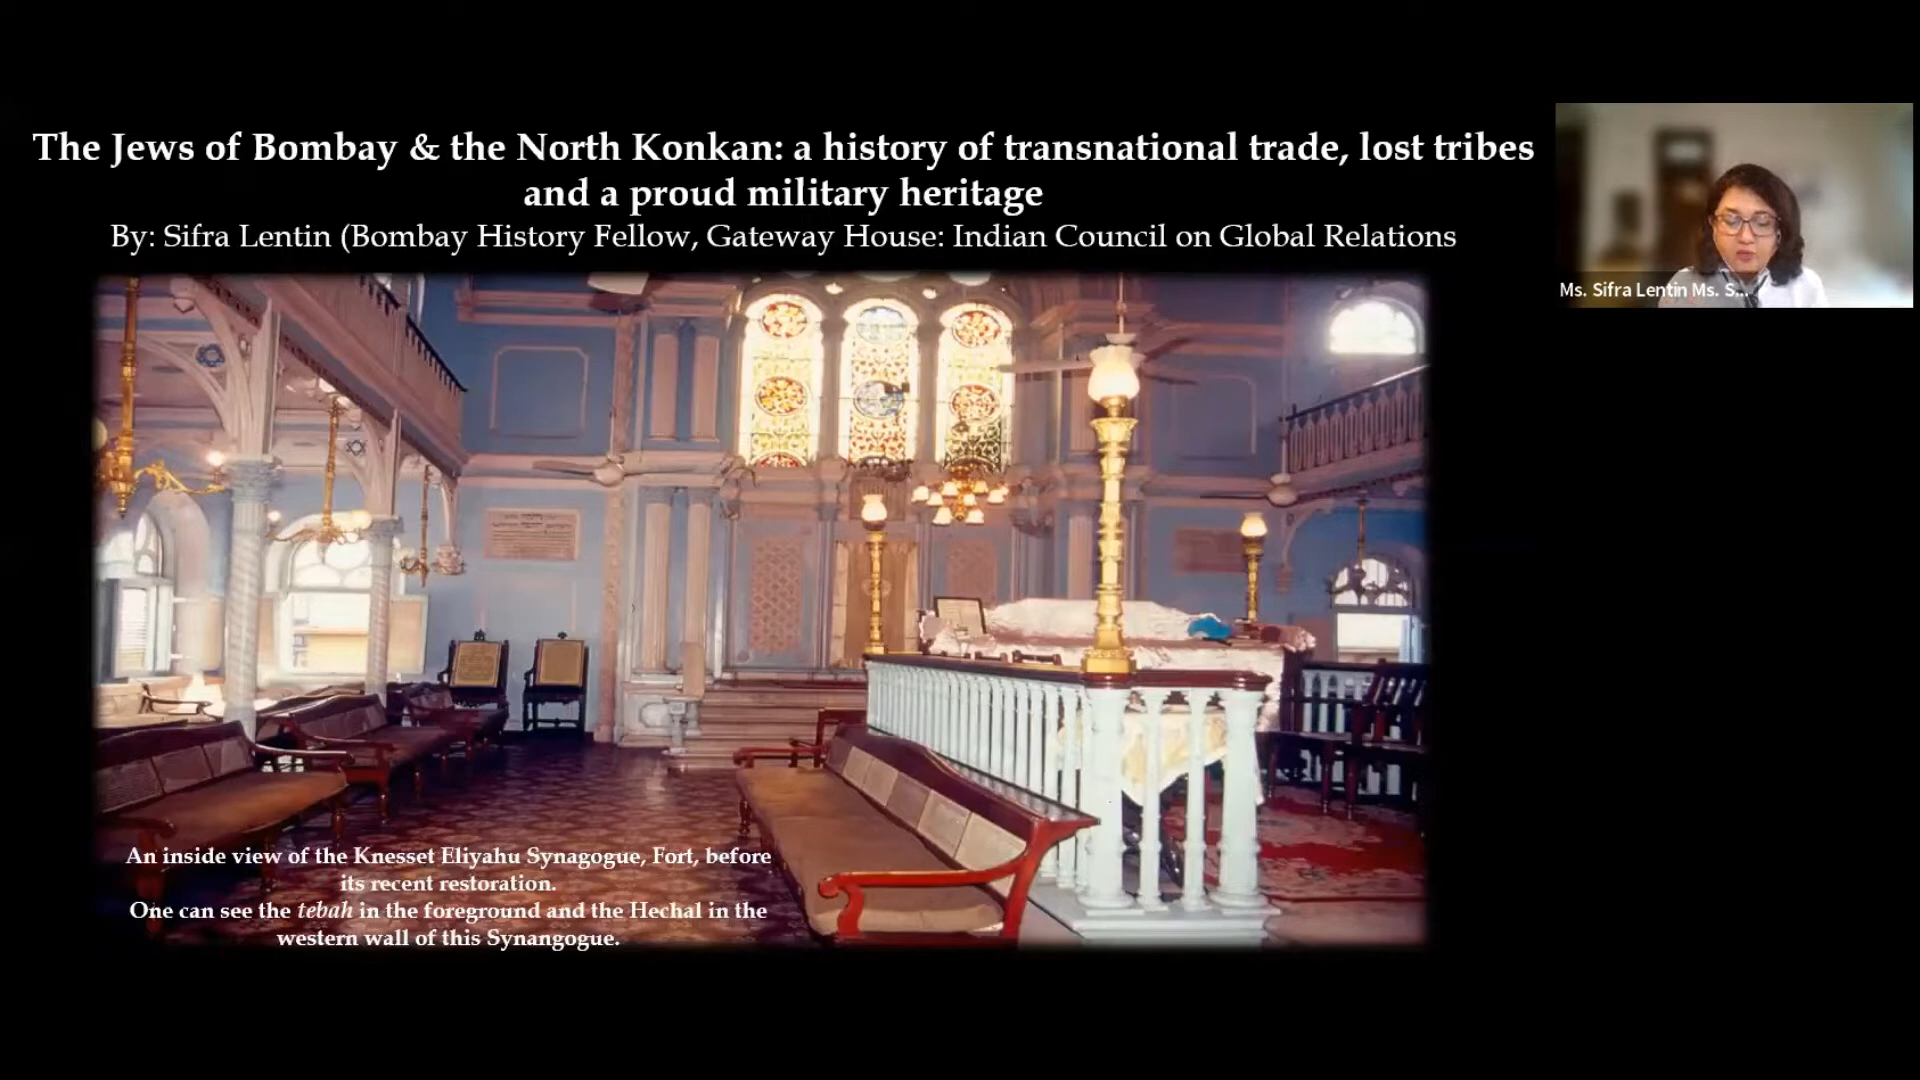 The Jews of Bombay & the North Konkan: a history of transnational trade, lost tribes
and a proud military heritage
By: Sifra Lentin (Bombay History Fellow, Gateway House: Indian Council on Global Relations
Ms. Sifra Lentin Ms. S...
An inside view of the Knesset Eliyahu Synagogue, Fort, before
its recent restoration.
One can see the tebah in the foreground and the Hechal in the
western wall of this Synangogue.